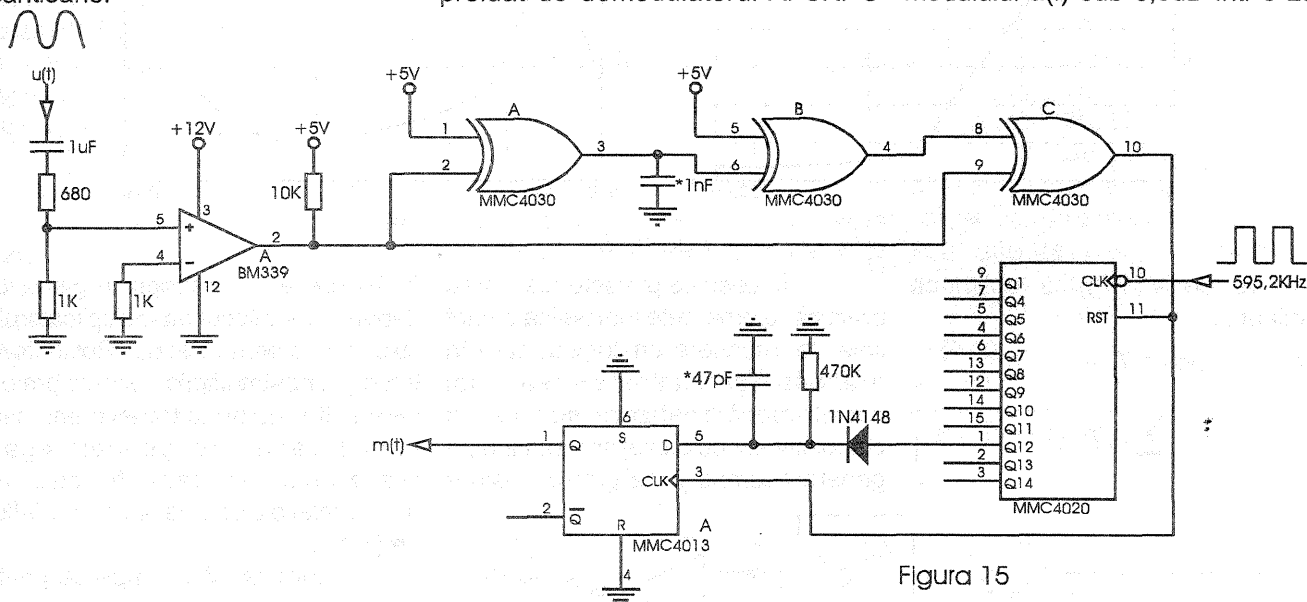 u(t)
1uF
680
1K
1K
+12V
5
4
+
-
3
2
12
A
BM339
+5V
10K
+5V
A
1
2
3
MMC4030
*1nF
+5V
B
5
6
4
MMC4030
C
8
9
10
MMC4030
595,2KHz
9 Q1
7 Q4
5 Q5
4 Q6
6 Q7
13 Q8
12 Q9
14 Q10
15 Q11
1 Q12
2 Q13
3 Q14
CLK 10
RST 11
MMC4020
*47pF
470K
1N4148
m(t)
1 Q
2 Q
6
S
D 5
CLK 3
R
4
A
MMC4013
Figura 15